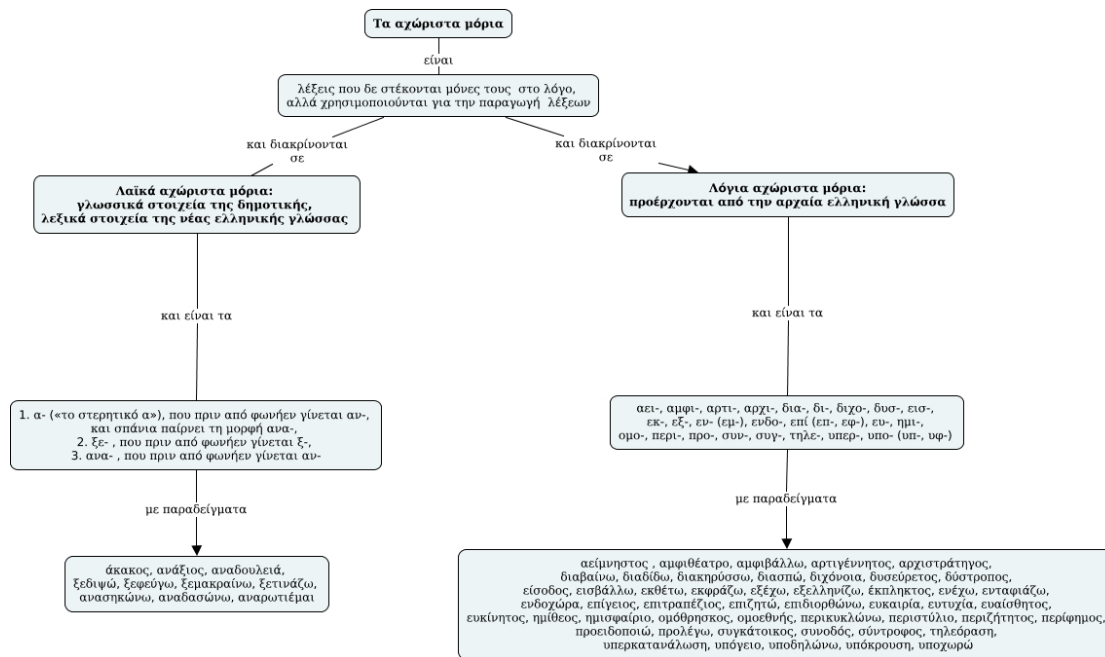 Τα αχώριστα μόρια
είναι
λέξεις που δε στέκονται μόνες τους στο λόγο,
αλλά χρησιμοποιούνται για την παραγωγή λέξεων
και διακρίνονται
σε
Λαϊκά αχώριστα μόρια:
γλωσσικά στοιχεία της δημοτικής,
λεξικά στοιχεία της νέας ελληνικής γλώσσας
και είναι τα
1. α- («το στερητικό α»), που πριν από φωνήεν γίνεται αν-,
και σπάνια παίρνει τη μορφή ανα-,
2. ξε- , που πριν από φωνήεν γίνεται ξ-,
3. ανα- , που πριν από φωνήεν γίνεται αν-
με παραδείγματα
άκακος, ανάξιος, αναδουλειά,
ξεδιψώ, ξεφεύγω, ξεμακραίνω, ξετινάζω,
ανασηκώνω, αναδασώνω, αναρωτιέμαι
και διακρίνονται
σε
Λόγια αχώριστα μόρια:
προέρχονται από την αρχαία ελληνική γλώσσα
και είναι τα
αει-, αμφι-, αρτι-, αρχι-, δια-, δι-, διχο-, δυσ-, εισ-,
εκ-, εξ-, εν- (εμ-), ενδο-, επί (επ-, εφ-), ευ-, ημι-,
ομο-, περι-, προ-, συν-, συγ-, τηλε-, υπερ-, υπο- (υπ-, υφ-)
με παραδείγματα
αείμνηστος , αμφιθέατρο, αμφιβάλλω, αρτιγέννητος, αρχιστράτηγος,
διαβαίνω, διαδίδω, διακηρύσσω, διασπώ, διχόνοια, δυσεύρετος, δύστροπος,
είσοδος, εισβάλλω, εκθέτω, εκφράζω, εξέχω, εξελληνίζω, έκπληκτος, ενέχω, ενταφιάζω,
ενδοχώρα, επίγειος, επιτραπέζιος, επιζητώ, επιδιορθώνω, ευκαιρία, ευτυχία, ευαίσθητος,
ευκίνητος, ημίθεος, ημισφαίριο, ομόθρησκος, ομοεθνής, περικυκλώνω, περιστύλιο, περιζήτητος, περίφημος,
προειδοποιώ, προλέγω, συγκάτοικος, συνοδός, σύντροφος, τηλεόραση,
υπερκατανάλωση, υπόγειο, υποδηλώνω, υπόκρουση, υποχωρώ